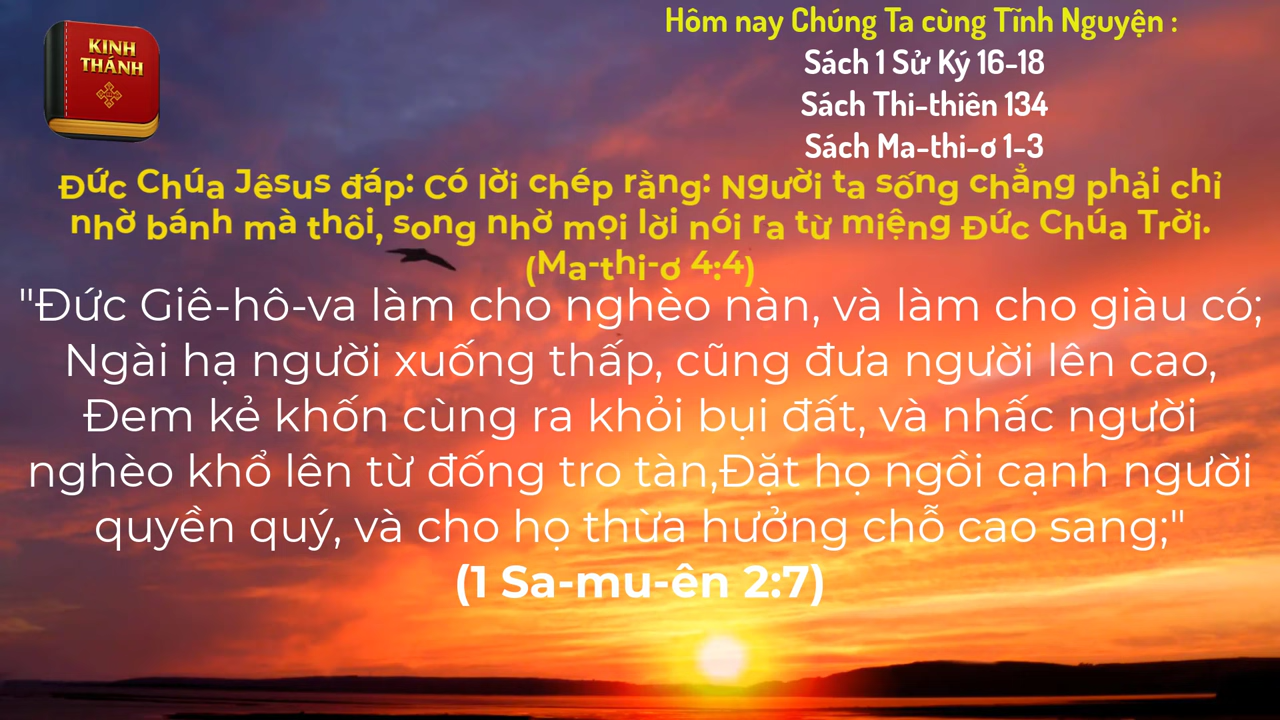 KINH
THÁNH
Hôm nay Chúng Ta cùng Tĩnh Nguyện :
Sách 1 Sử Ký 16-18
Sách Thi-thiên 134
Sách Ma-thi-ơ 1-3
Đức Chúa Jêsus đáp: Có lời chép rằng: Người ta sống chẳng phải chỉ
nhờ bánh mà thôi, song nhờ mọi lời nói ra từ miệng Đức Chúa Trời.
(Ma-thi-ơ 4:4)
"Đức Giê-hô-va làm cho nghèo nàn, và làm cho giàu có;
Ngài hạ người xuống thấp, cũng đưa người lên cao,
Đem kẻ khốn cùng ra khỏi bụi đất, và nhấc người
nghèo khổ lên từ đống tro tàn,Đặt họ ngồi cạnh người
quyền quý, và cho họ thừa hưởng chỗ cao sang;"
(1 Sa-mu-ên 2:7)